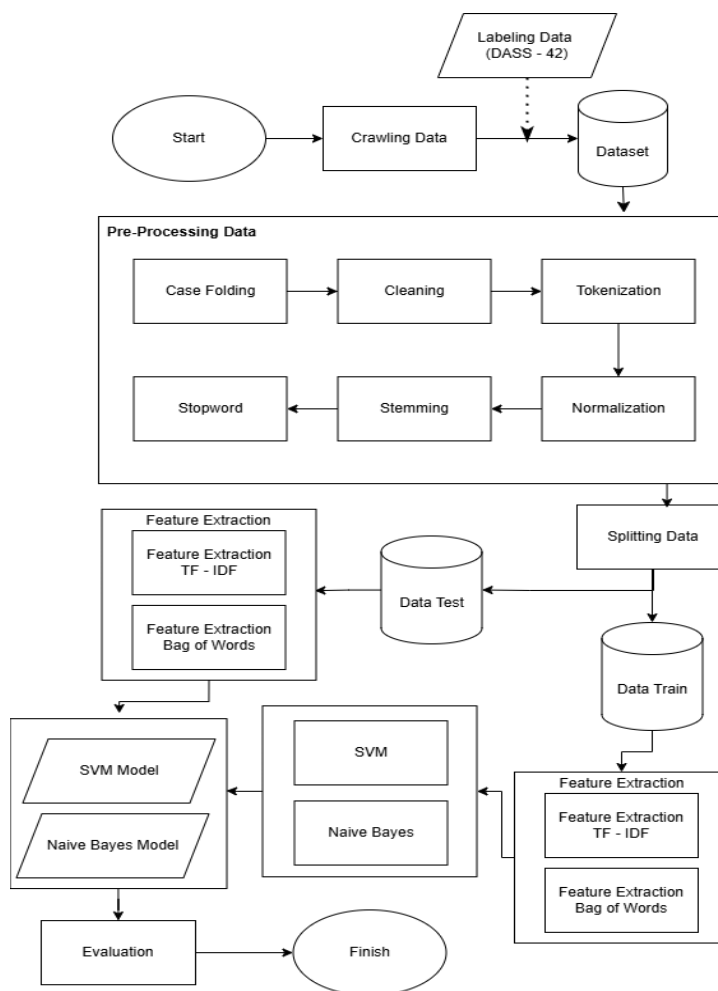 Labeling Data
(DASS - 42)
Start
Crawling Data
Dataset
Pre-Processing Data
Case Folding
Cleaning
Tokenization
Stopword
Stemming
Normalization
Feature Extraction
Feature Extraction
TF - IDF
Feature Extraction
Bag of Words
Data Test
Splitting Data
Data Train
SVM Model
Naive Bayes Model
SVM
Naive Bayes
Feature Extraction
Feature Extraction
TF - IDF
Feature Extraction
Bag of Words
Evaluation
Finish